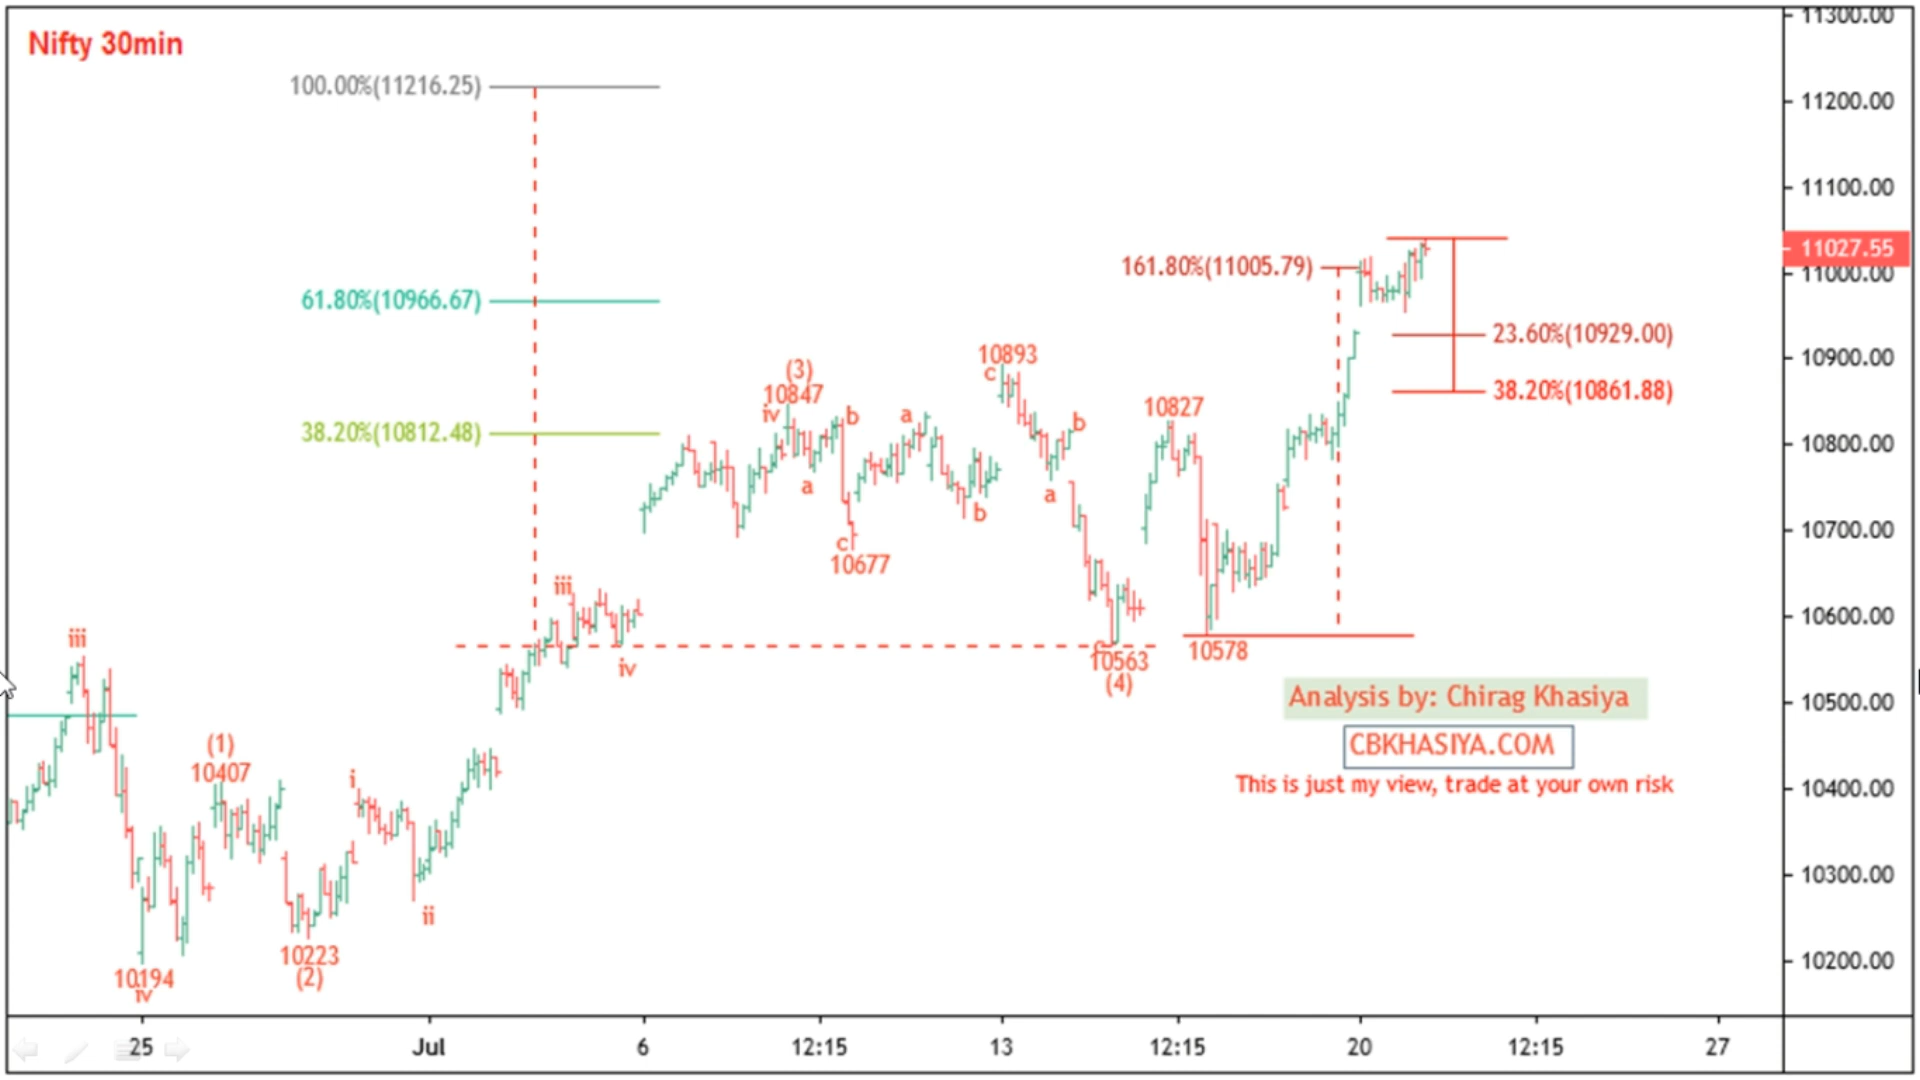 Nifty 30min
11300.00
100.00%(11216.25)
11200.00
11100.00
11027.55
161.80%(11005.79)
11000.00
61.80%(10966.67)
23.60%(10929.00)
10900.00
10893
c
(3)
10847
38.20%(10861.88)
iv
b
a
10827
b
38.20%(10812.48)
10800.00
a
a
b
10700.00
c
10677
iii
10600.00
iii
iv
c
10563
(4)
10578
Analysis by: Chirag Khasiya
10500.00
CBKHASIYA.COM
This is just my view, trade at your own risk
(1)
10407
i
10400.00
10300.00
ii
10223
(2)
10200.00
10194
iv
25
Jul
6
12:15
13
12:15
20
12:15
27